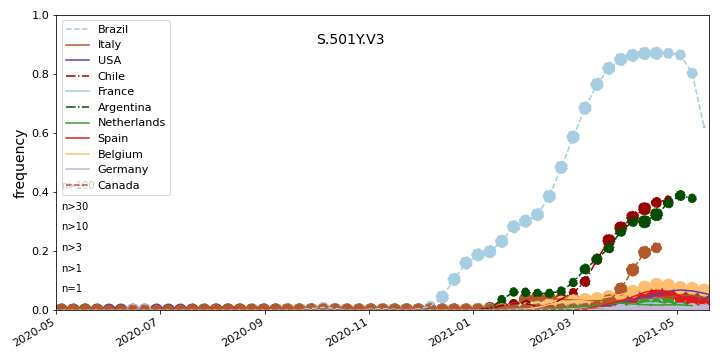 S.501Y.V3
frequency
1.0
0.8
0.6
0.4
0.2
0.0
Brazil
Italy
USA
Chile
France
Argentina
Netherlands
Spain
Belgium
Germany
Canada
n>100
n>30
n>10
n>3
n>1
n=1
2020-05
2020-07
2020-09
2020-11
2021-01
2021-03
2021-05